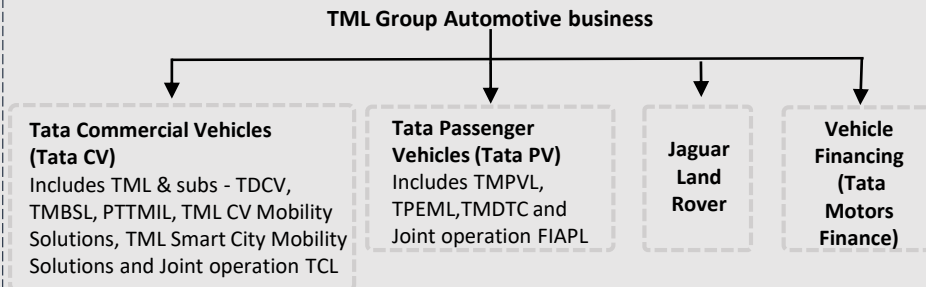 TML Group Automotive business
Tata Commercial Vehicles
(Tata CV)
Includes TML & subs - TDCV,
TMBSL, PTTMIL, TML CV Mobility
Solutions, TML Smart City Mobility
Solutions and Joint operation TCL
Tata Passenger
Vehicles (Tata PV)
Includes TMPVL,
TPEML,TMDTC and
Joint operation FIAPL
Jaguar
Land
Rover
Vehicle
Financing
(Tata
Motors
Finance)